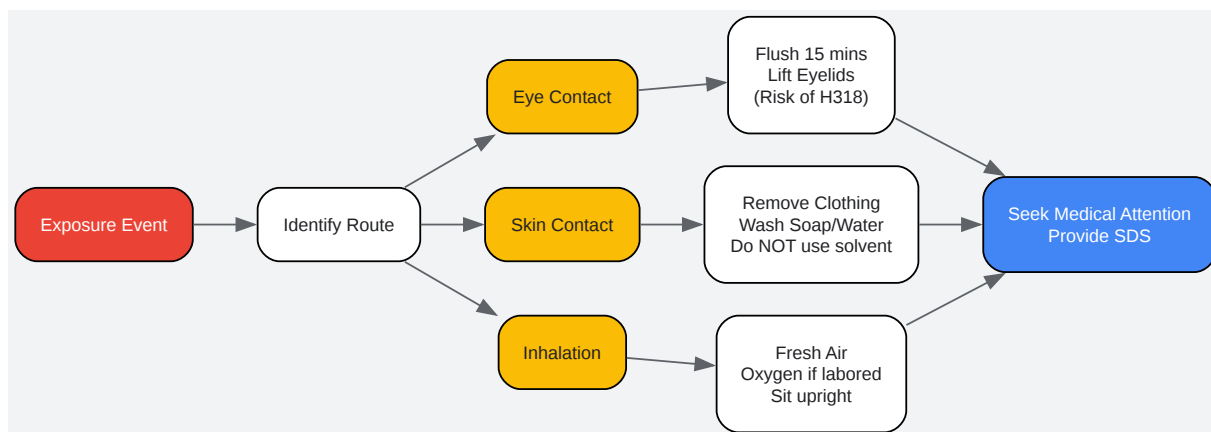 Exposure Event
Identify Route
Eye Contact
Flush 15 mins
Lift Eyelids
(Risk of H318)
Skin Contact
Remove Clothing
Wash Soap/Water
Do NOT use solvent
Inhalation
Fresh Air
Oxygen if labored
Sit upright
Seek Medical Attention
Provide SDS